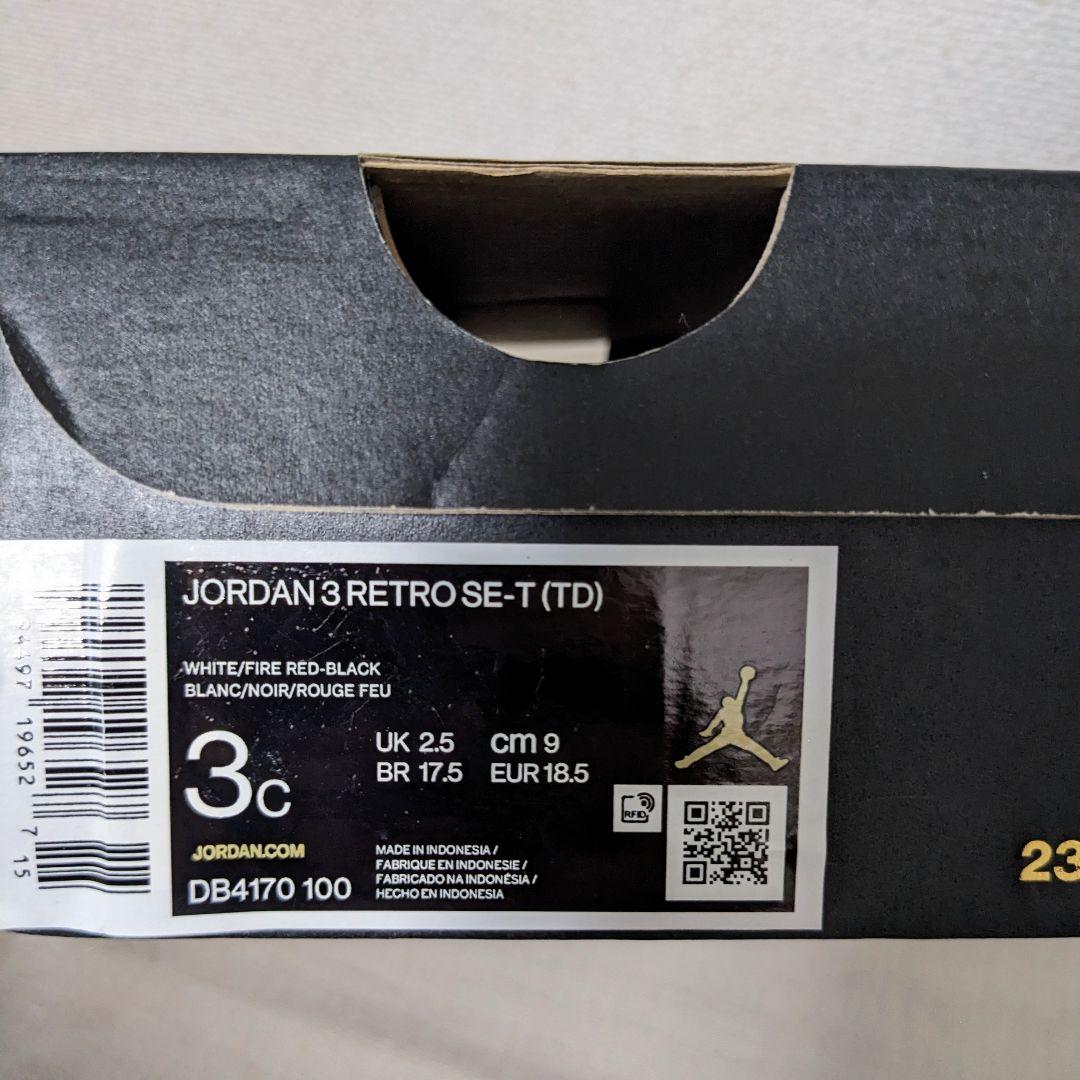 JORDAN 3 RETRO SE-T (TD)
WHITE/FIRE RED-BLACK
BLANC/NOIR/ROUGE FEU
3C
UK 2.5 cm 9
BR 17.5 EUR 18.5
RFID
JORDAN.COM
DB4170 100
MADE IN INDONESIA /
FABRIQUE EN INDONESIE /
FABRICADO NA INDONÉSIA /
HECHO EN INDONESIA
19652 7 15
23